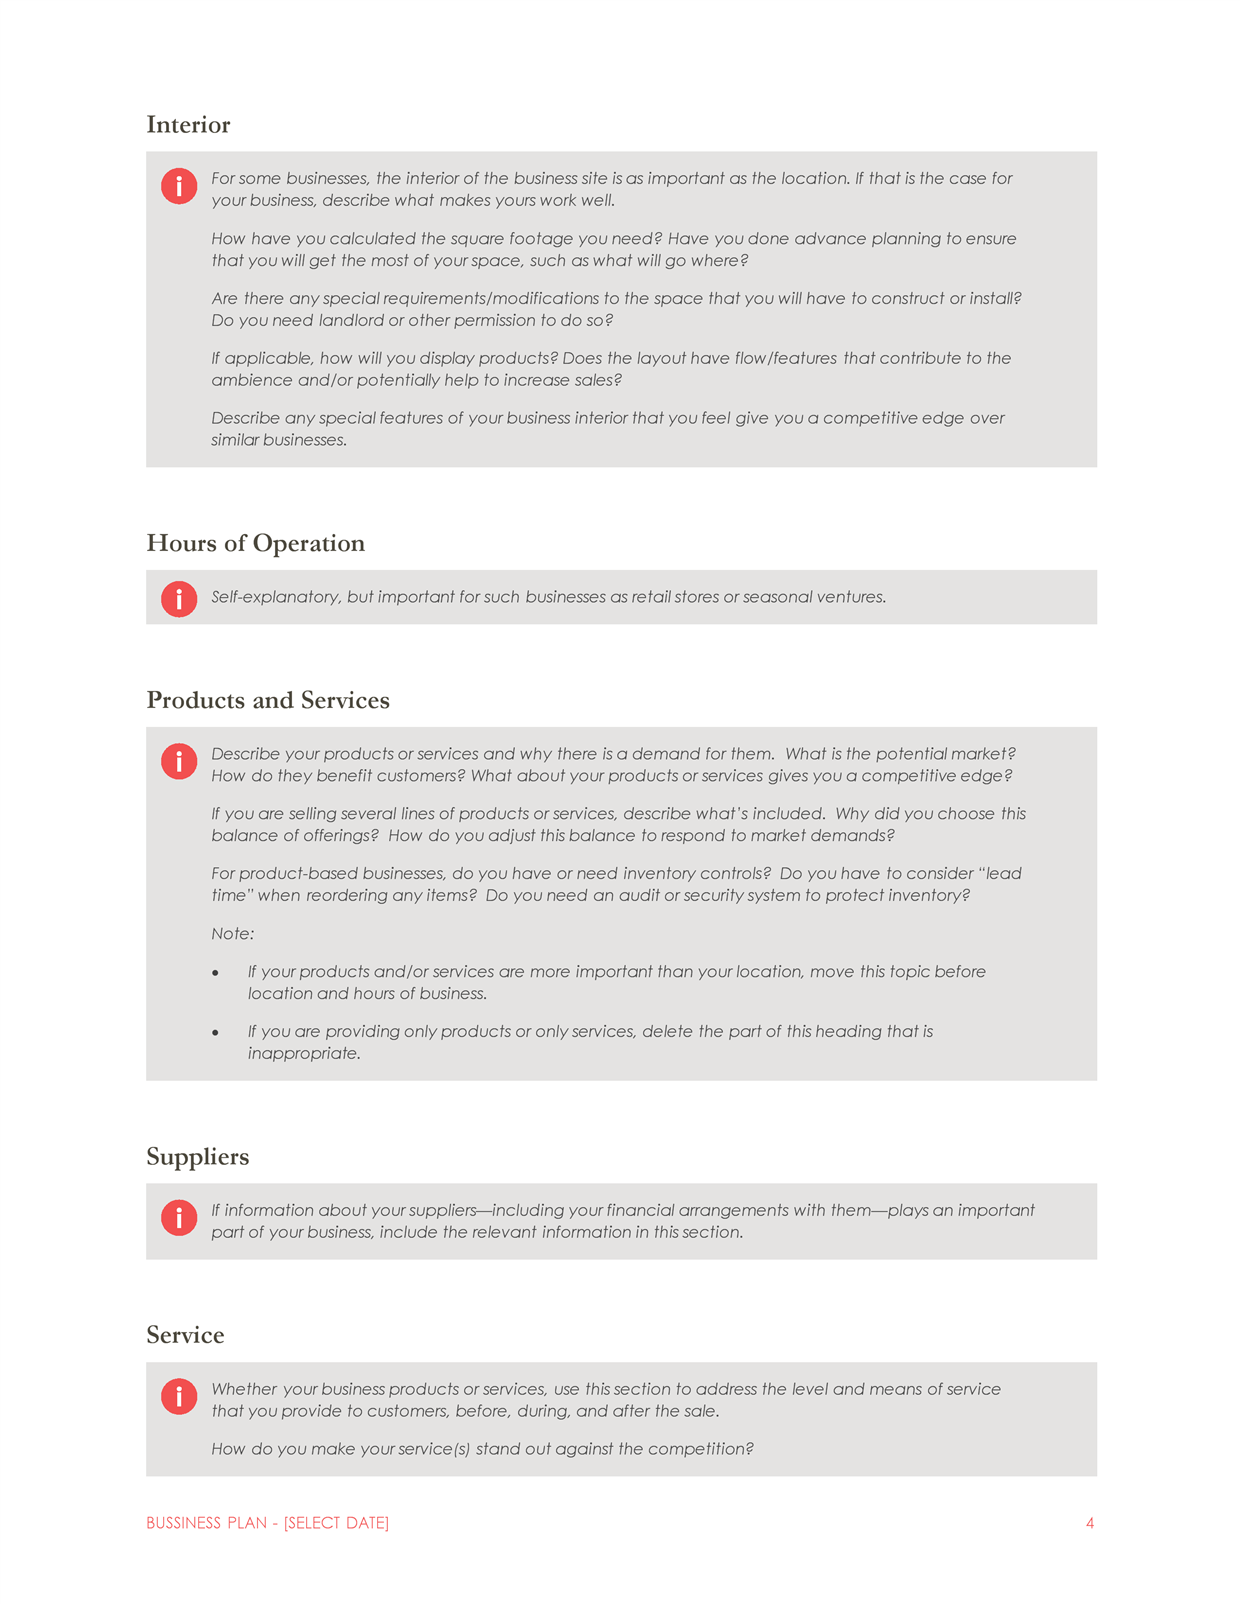 Interior
For some businesses, the interior of the business site is as important as the location. If that is the case for
your business, describe what makes yours work well.
How have you calculated the square footage you need? Have you done advance planning to ensure
that you will get the most of your space, such as what will go where?
Are there any special requirements/modifications to the space that you will have to construct or install?
Do you need landlord or other permission to do so?
If applicable, how will you display products? Does the layout have flow/features that contribute to the
ambience and/or potentially help to increase sales?
Describe any special features of your business interior that you feel give you a competitive edge over
similar businesses.
Hours of Operation
Self-explanatory, but important for such businesses as retail stores or seasonal ventures.
Products and Services
Describe your products or services and why there is a demand for them.  What is the potential market?
How do they benefit customers? What about your products or services gives you a competitive edge?
If you are selling several lines of products or services, describe what’s included.  Why did you choose this
balance of offerings?  How do you adjust this balance to respond to market demands?
For product-based businesses, do you have or need inventory controls?  Do you have to consider “lead
time” when reordering any items?  Do you need an audit or security system to protect inventory?
Note:
• If your products and/or services are more important than your location, move this topic before
location and hours of business.
• If you are providing only products or only services, delete the part of this heading that is
inappropriate.
Suppliers
If information about your suppliers—including your financial arrangements with them—plays an important
part of your business, include the relevant information in this section.
Service
Whether your business products or services, use this section to address the level and means of service
that you provide to customers, before, during, and after the sale.
How do you make your service(s) stand out against the competition?
BUSSINESS PLAN - [SELECT DATE] 4